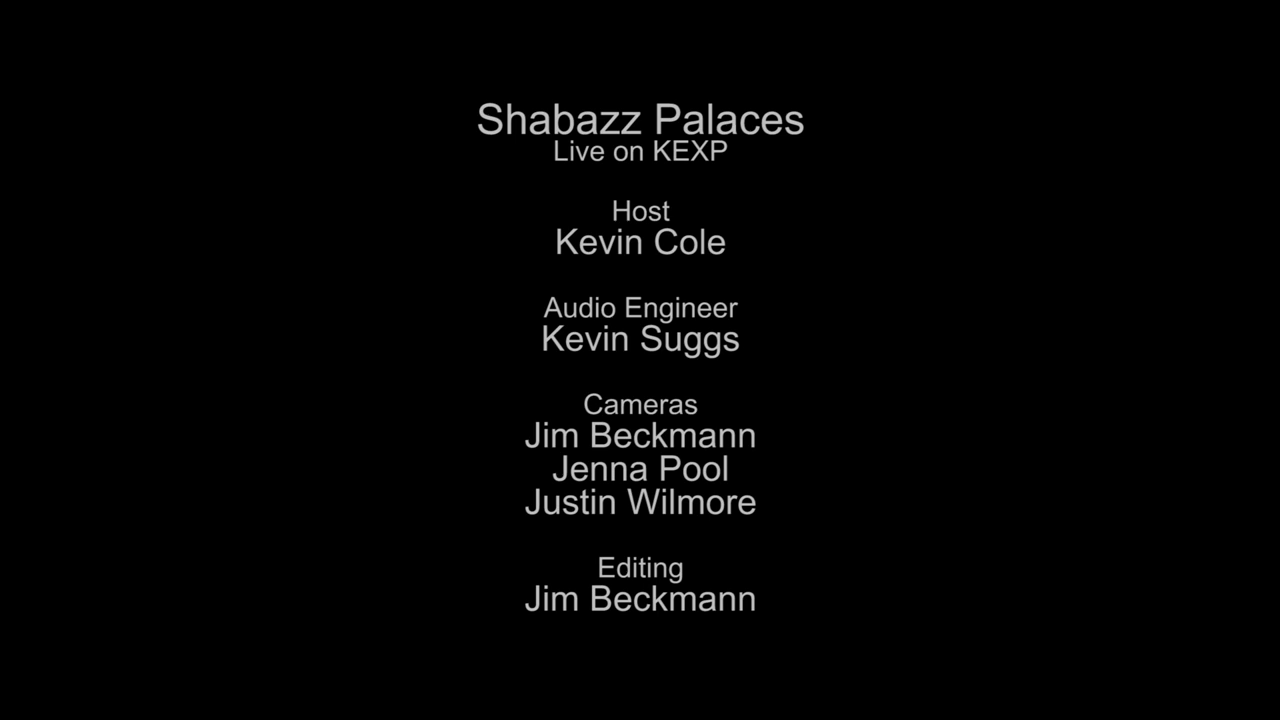 Shabazz Palaces
Live on KEXP
Host
Kevin Cole
Audio Engineer
Kevin Suggs
Cameras
Jim Beckmann
Jenna Pool
Justin Wilmore
Editing
Jim Beckmann